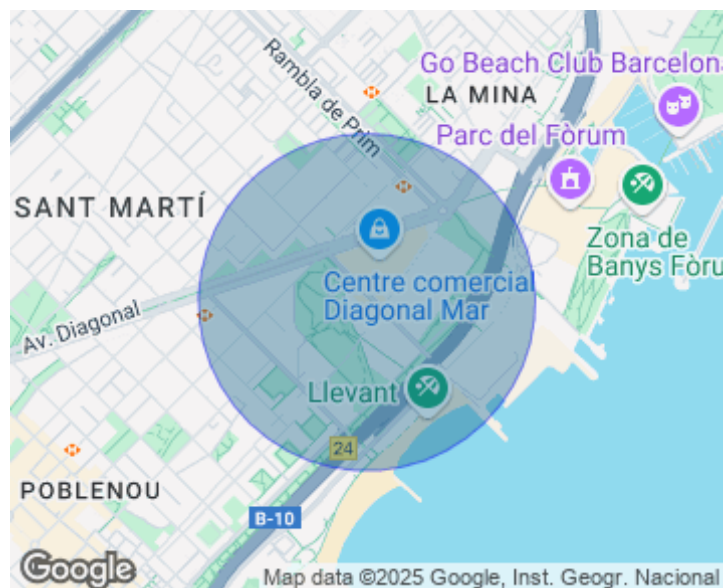 Go Beach Club Barcelon
LA MINA
Rambla de Prim
Parc del Fòrum
SANT MARTÍ
Zona de
Banys Fòru
Centre comercial
Diagonal Mar
Av. Diagonal
Llevant
24
POBLENOU
B-10
Google
Map data ©2025 Google, Inst. Geogr. Nacional